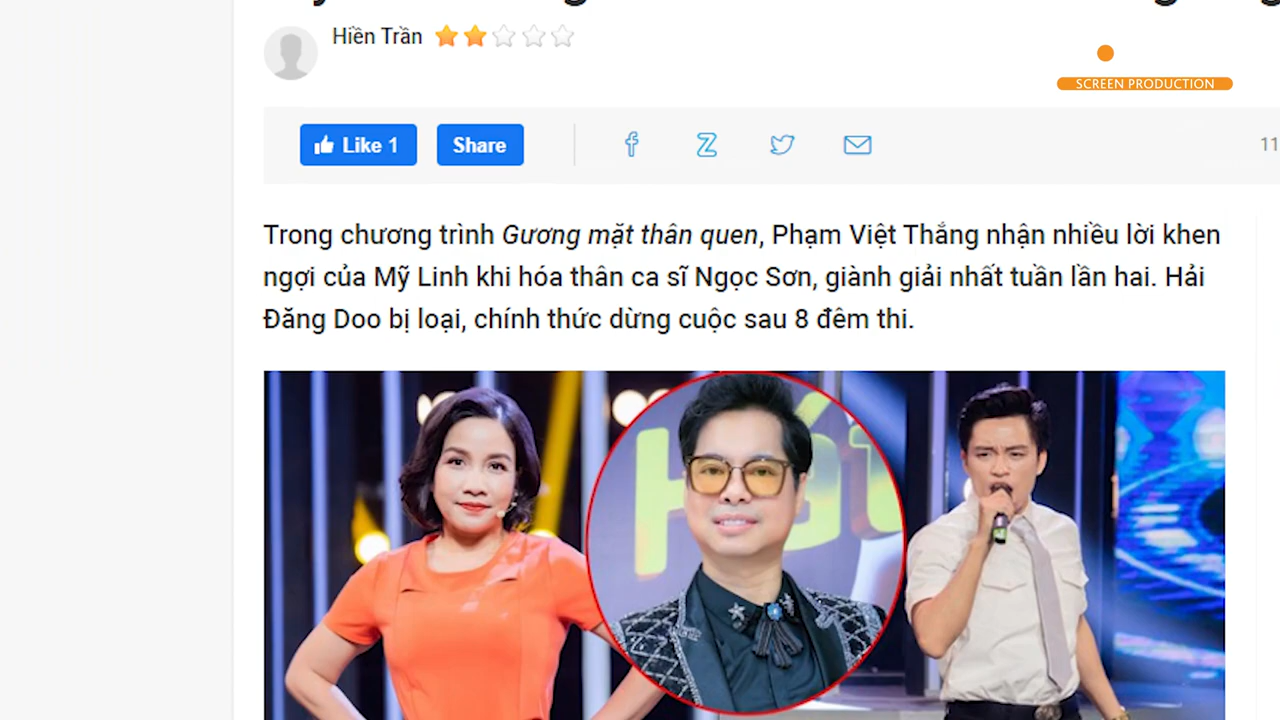 Hiền Trần
SCREEN PRODUCTION
Like 1
Share
11
Trong chương trình Gương mặt thân quen, Phạm Việt Thắng nhận nhiều lời khen
ngợi của Mỹ Linh khi hóa thân ca sĩ Ngọc Sơn, giành giải nhất tuần lần hai. Hải
Đăng Doo bị loại, chính thức dừng cuộc sau 8 đêm thi.